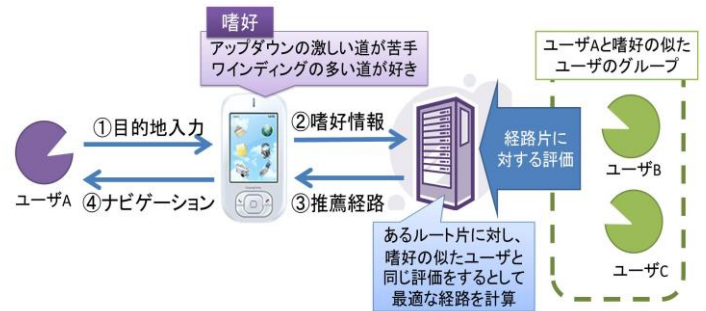 嗜好
アップダウンの激しい道が苦手
ワインディングの多い道が好き
ユーザAと嗜好の似た
ユーザのグループ
①目的地入力
②嗜好情報
経路片に
対する評価
ユーザB
ユーザA
④ナビゲーション
③推薦経路
あるルート片に対し、
嗜好の似たユーザと
同じ評価をするとして
最適な経路を計算
ユーザC